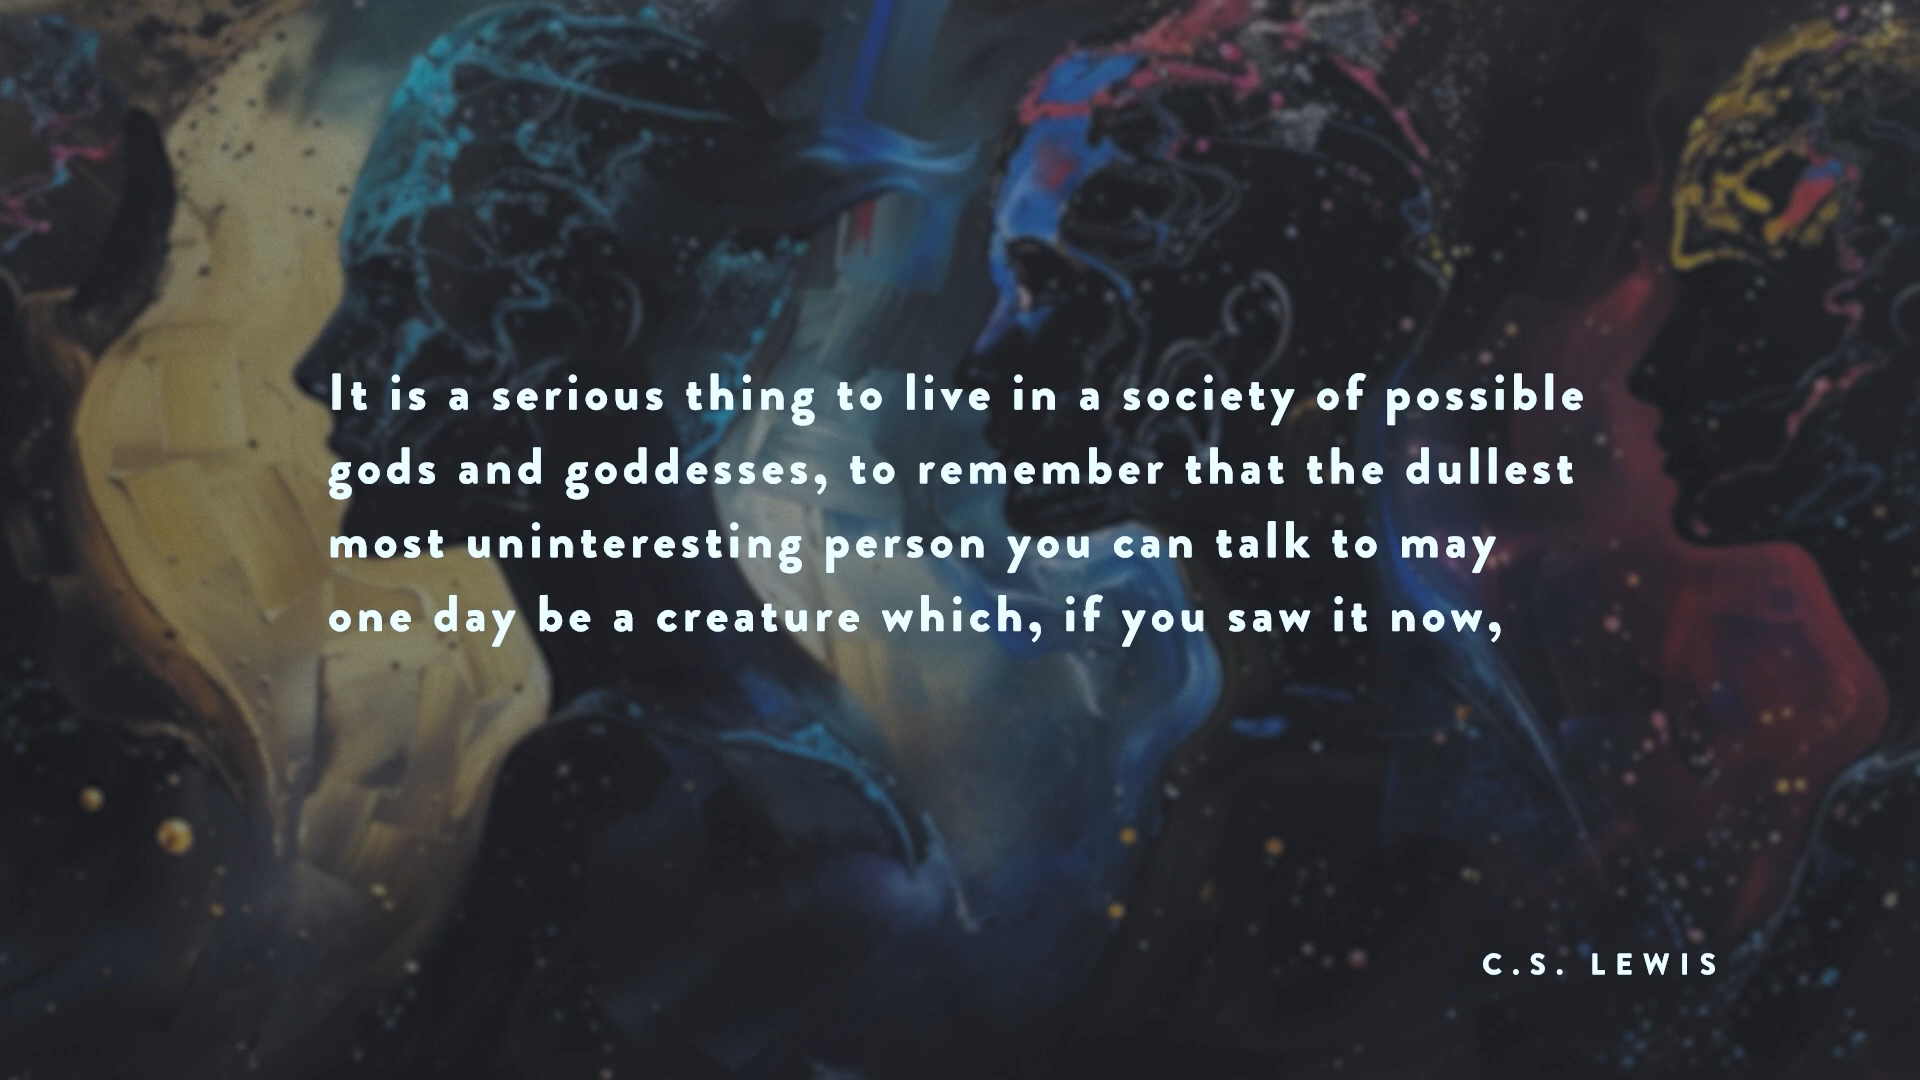 It is a serious thing to live in a society of possible
gods and goddesses, to remember that the dullest
most uninteresting person you can talk to may
one day be a creature which, if you saw it now,
C.S. LEWIS